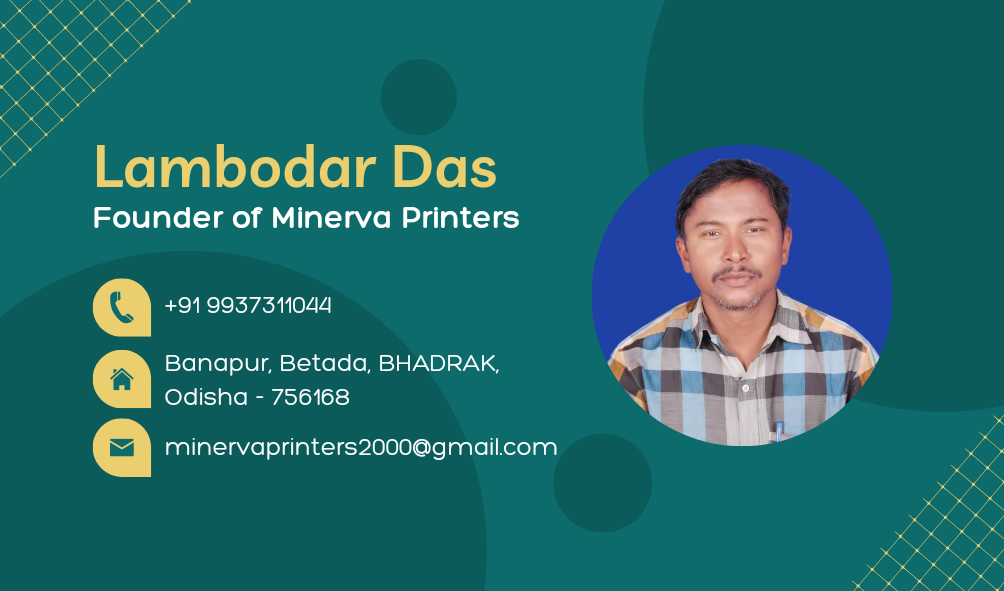 Lambodar Das
Founder of Minerva Printers
+91 9937311044
Banapur, Betada, BHADRAK,
Odisha - 756168
minervaprinters2000@gmail.com